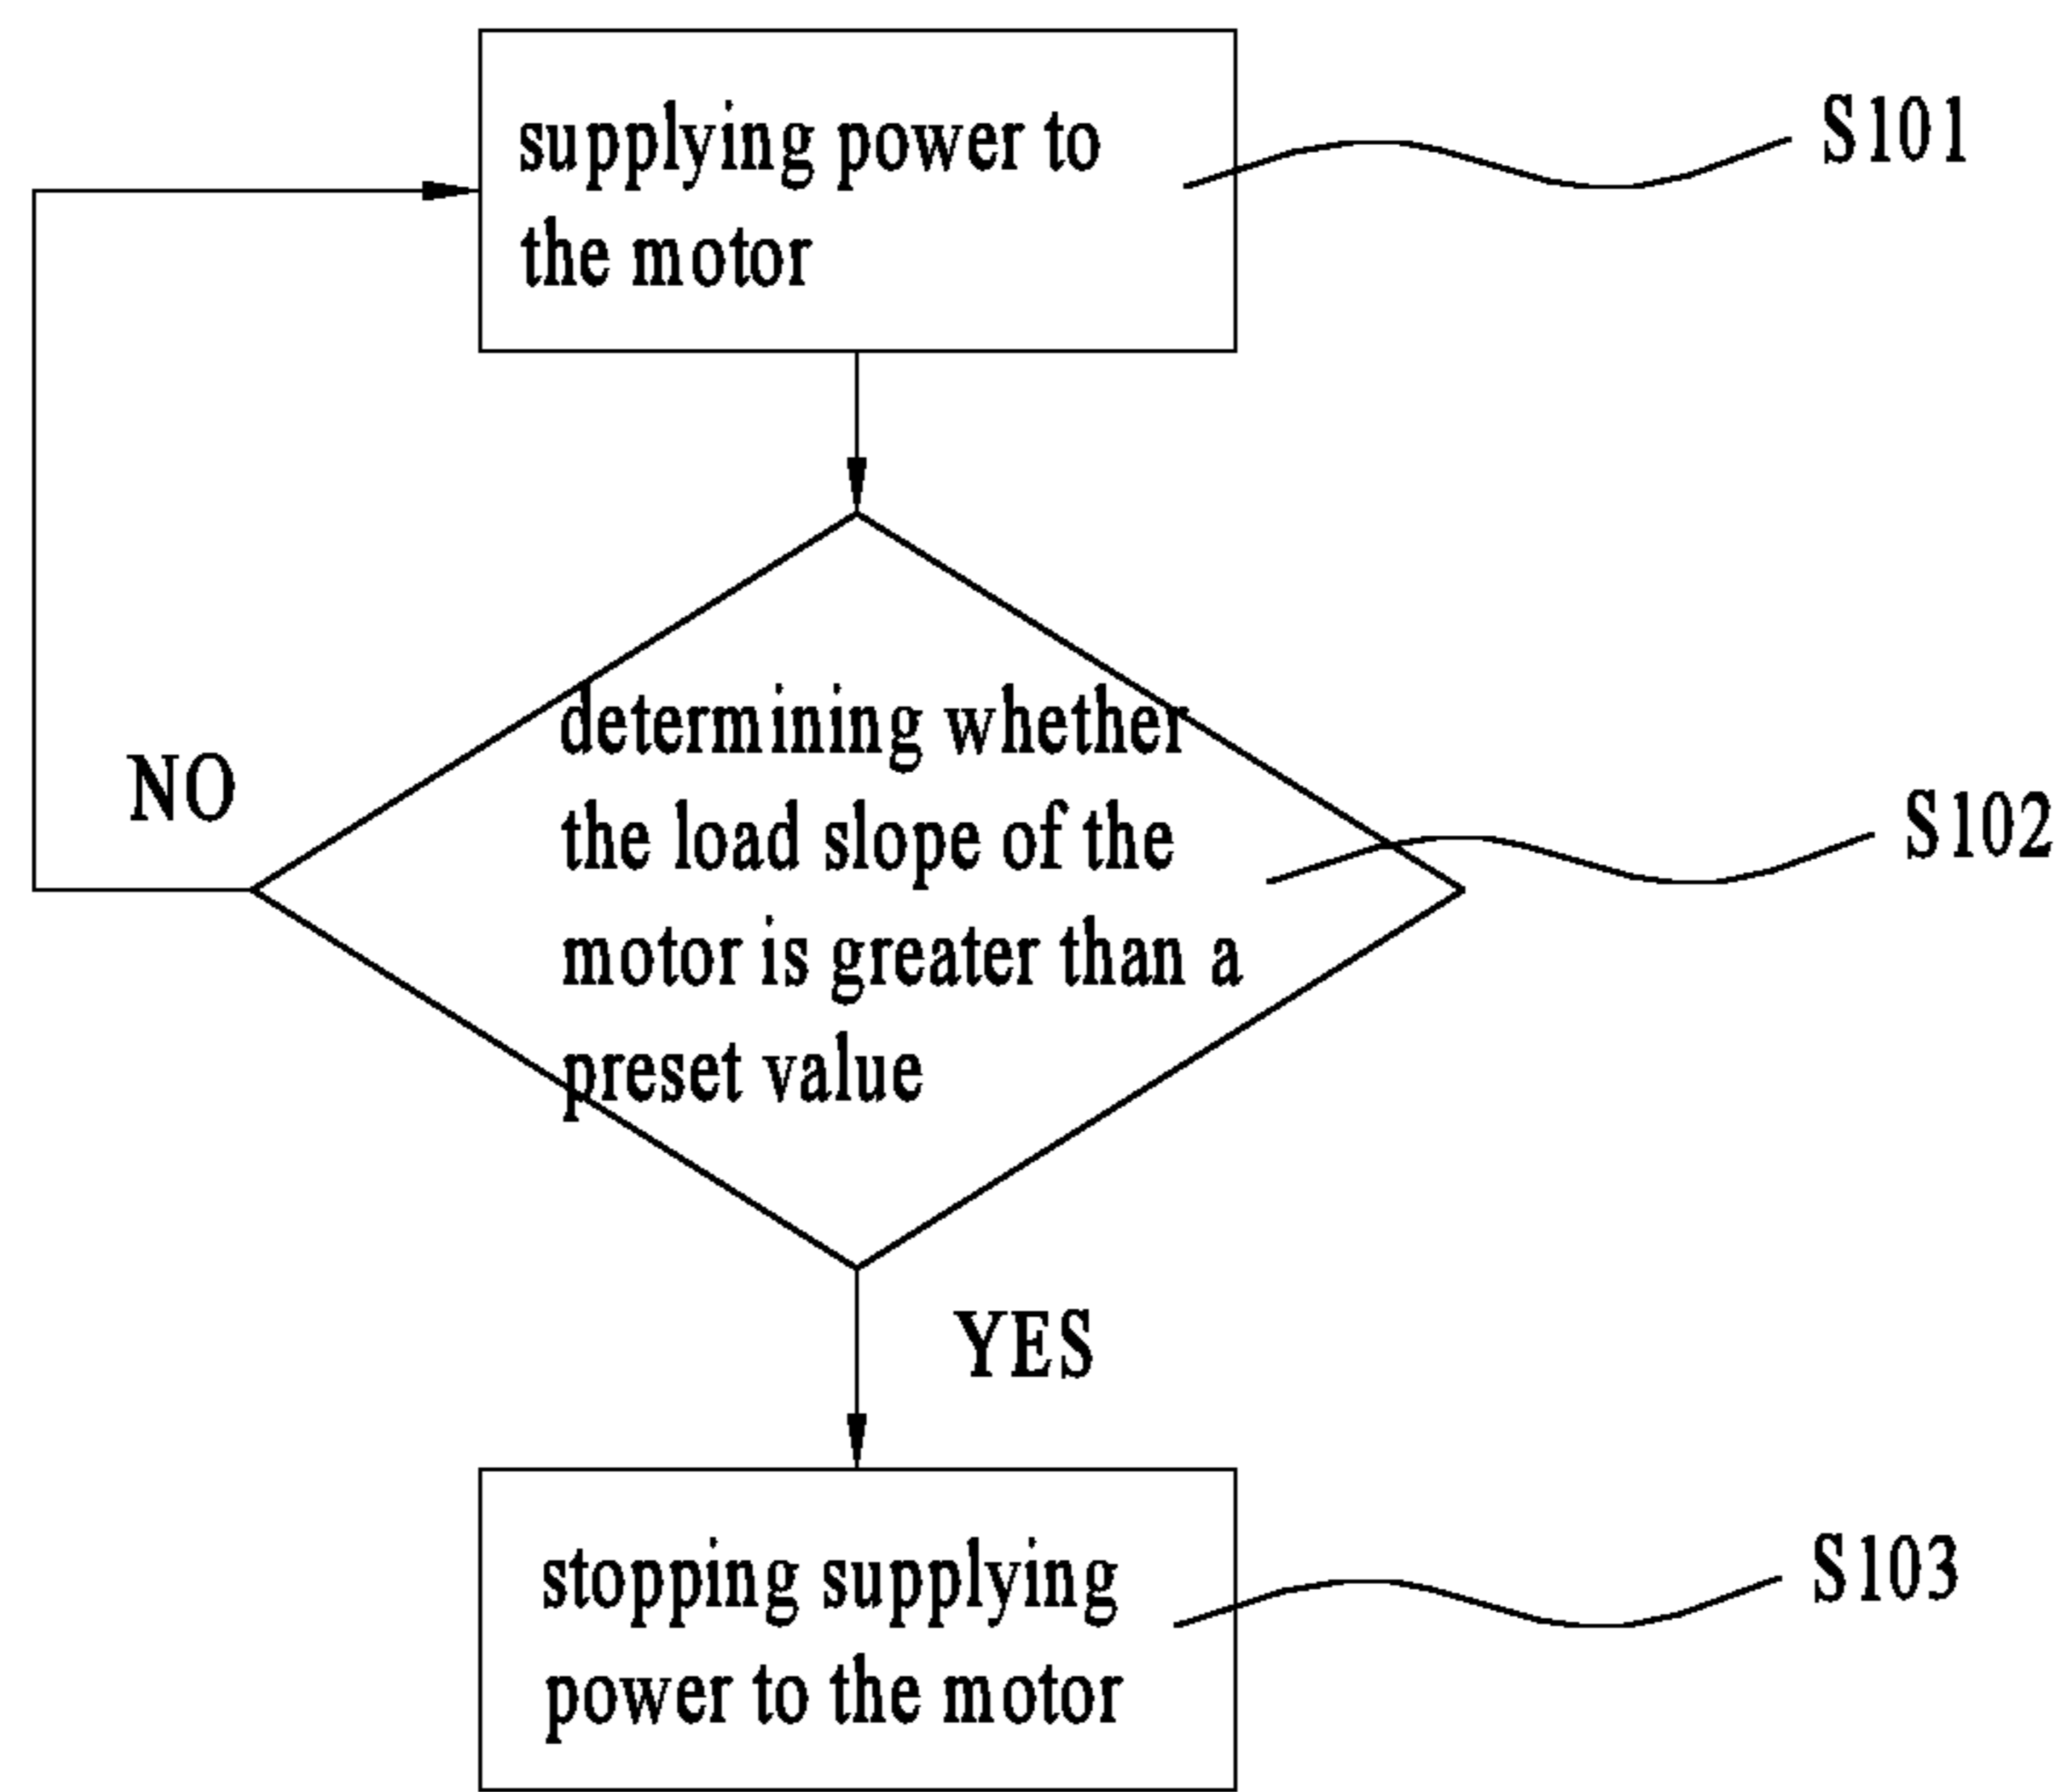 supplying power to
the motor
S101
determining whether
the load slope of the
motor is greater than a
preset value
NO
S102
YES
stopping supplying
power to the motor
S103